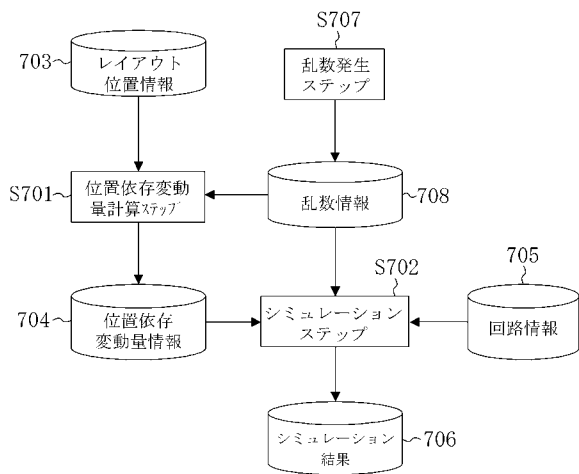 S707
703
レイアウト
位置情報
乱数発生
ステップ
S701
位置依存変動
量計算ステップ
乱数情報
708
S702
705
704
位置依存
変動量情報
シミュレーション
ステップ
回路情報
シミュレーション
結果
706